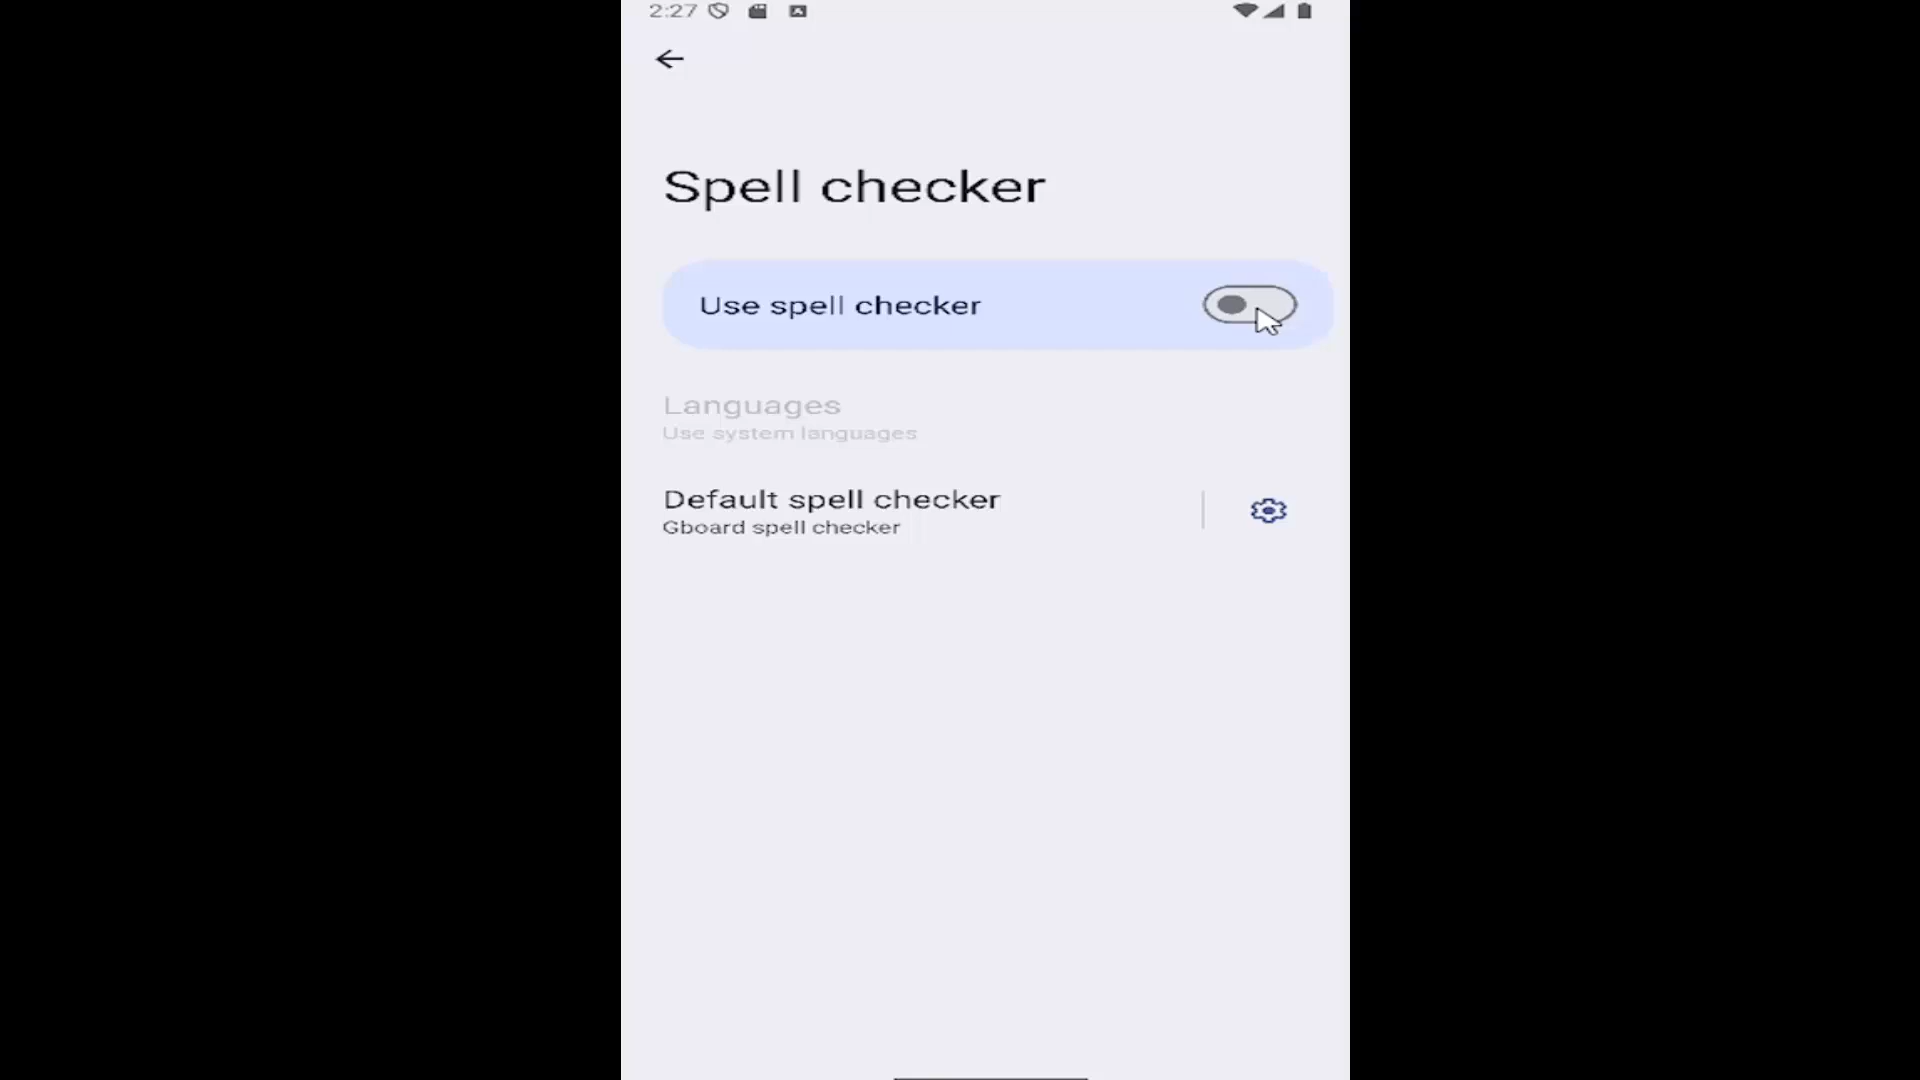 2:27
Spell checker
Use spell checker
Languages
Use system languages
Default spell checker
Gboard spell checker